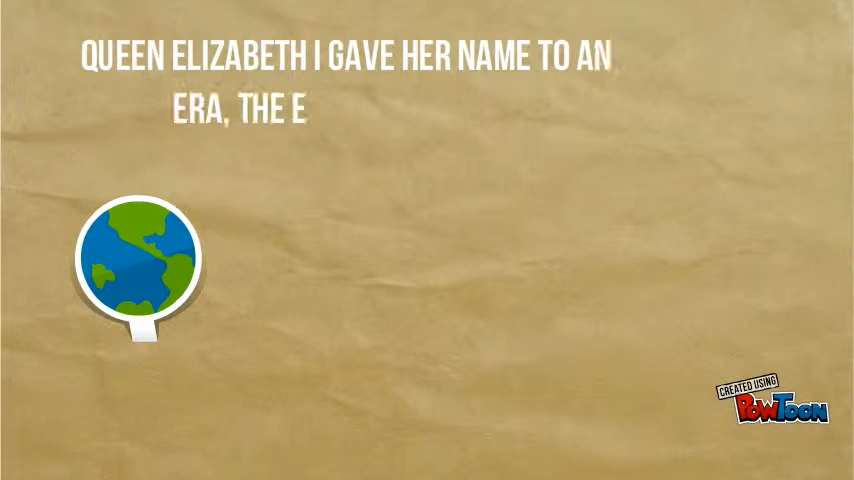 QUEEN ELIZABETH I GAVE HER NAME TO AN
ERA, THE E
CREATED USING
POWTOON